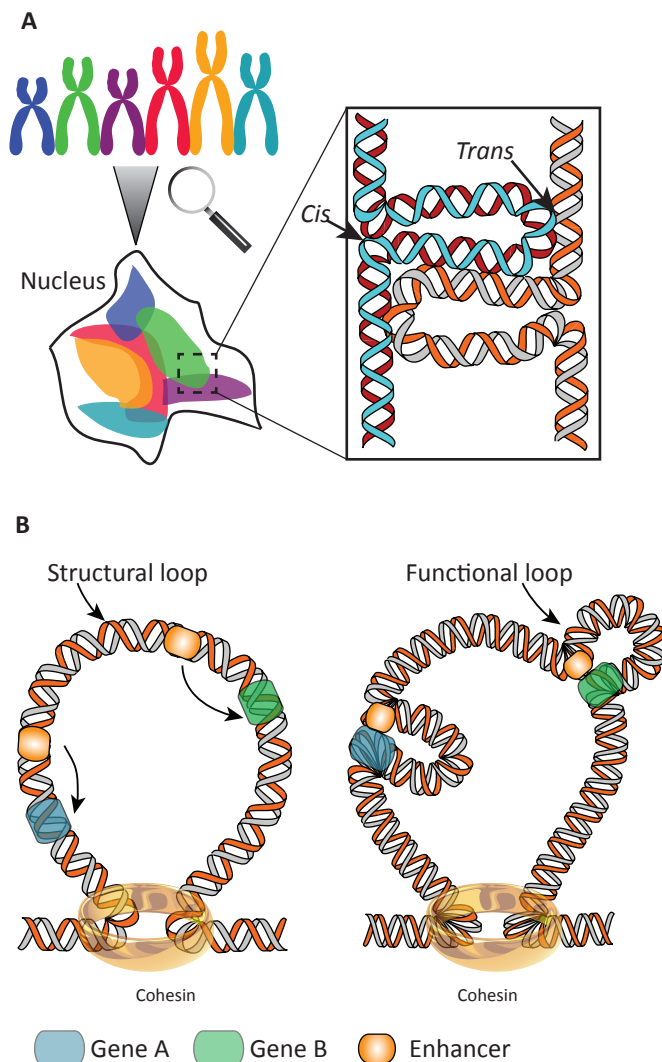 A
Trans
Cis
Nucleus
B
Structural loop
Functional loop
Cohesin
Cohesin
Gene A
Gene B
Enhancer